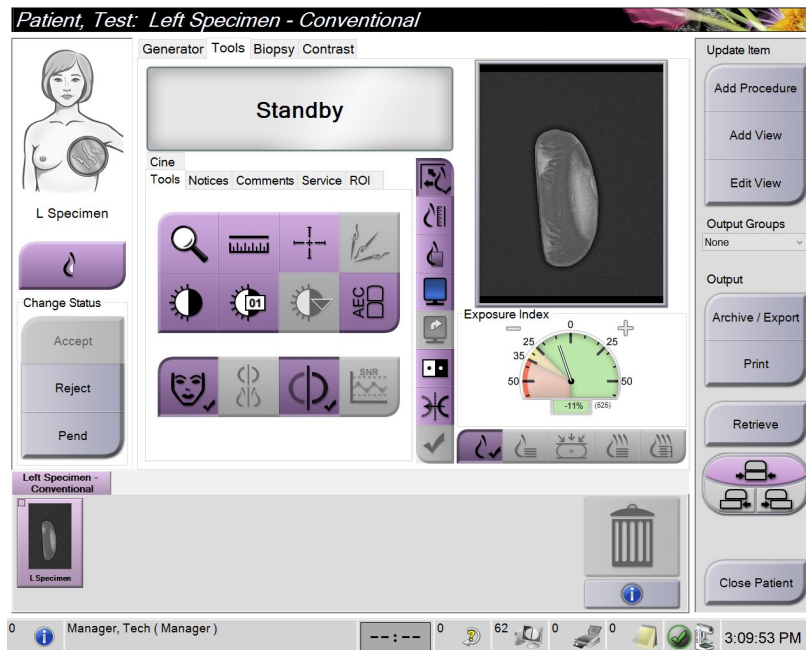 Patient, Test: Left Specimen - Conventional
Generator Tools Biopsy Contrast
Standby
Cine
Tools Notices Comments Service ROI
01
AEC
SNR
L Specimen
Change Status
Accept
Reject
Pend
Exposure Index
0
25 25
35
50 50
-11% (626)
Update Item
Add Procedure
Add View
Edit View
Output Groups
None
Output
Archive / Export
Print
Retrieve
Close Patient
Left Specimen -
Conventional
L Specimen
0 Manager, Tech ( Manager ) --:-- 0 62 0 0 3:09:53 PM